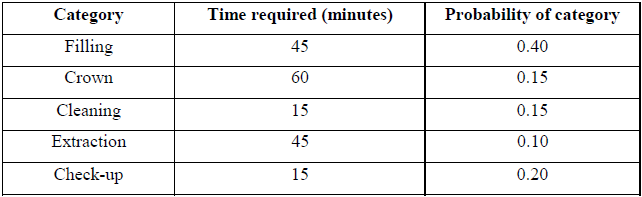 Category Time required (minutes) Probability of category
Filling 45 0.40
Crown 60 0.15
Cleaning 15 0.15
Extraction 45 0.10
Check-up 15 0.20